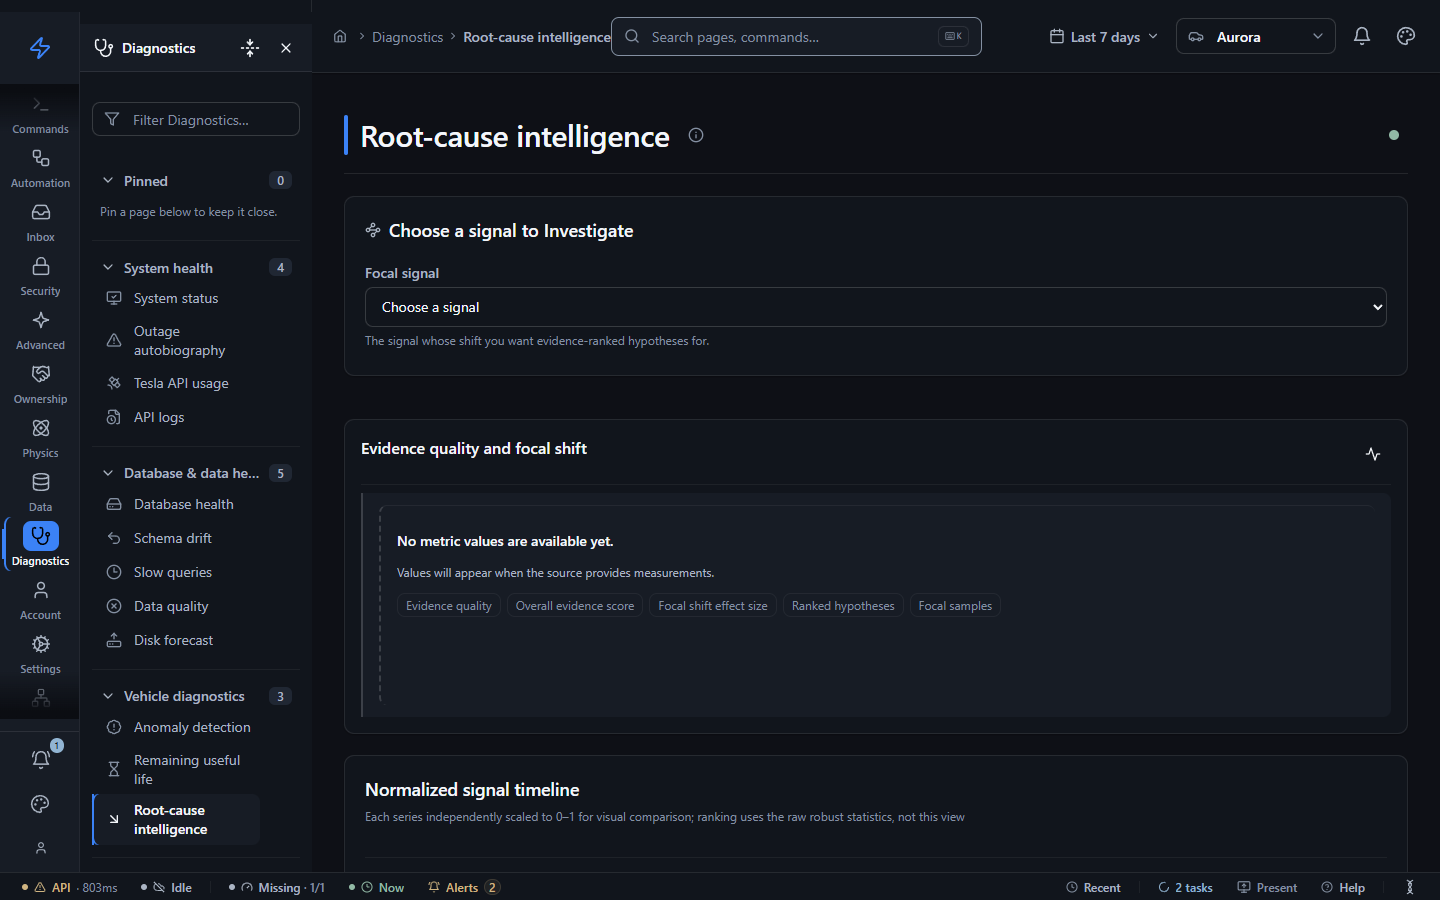 Diagnostics
Diagnostics
Root-cause intelligence
Search pages, commands...
K
Last 7 days
Aurora
Commands
Automation
Inbox
Security
Advanced
Ownership
Physics
Data
Diagnostics
Account
Settings
1
Filter Diagnostics...
Pinned
0
Pin a page below to keep it close.
System health
4
System status
Outage
autobiography
Tesla API usage
API logs
Database & data he...
5
Database health
Schema drift
Slow queries
Data quality
Disk forecast
Vehicle diagnostics
3
Anomaly detection
Remaining useful
life
Root-cause
intelligence
Root-cause intelligence
Choose a signal to Investigate
Focal signal
Choose a signal
The signal whose shift you want evidence-ranked hypotheses for.
Evidence quality and focal shift
No metric values are available yet.
Values will appear when the source provides measurements.
Evidence quality
Overall evidence score
Focal shift effect size
Ranked hypotheses
Focal samples
Normalized signal timeline
Each series independently scaled to 0–1 for visual comparison; ranking uses the raw robust statistics, not this view
API · 803ms
Idle
Missing · 1/1
Now
Alerts 2
Recent
2 tasks
Present
Help